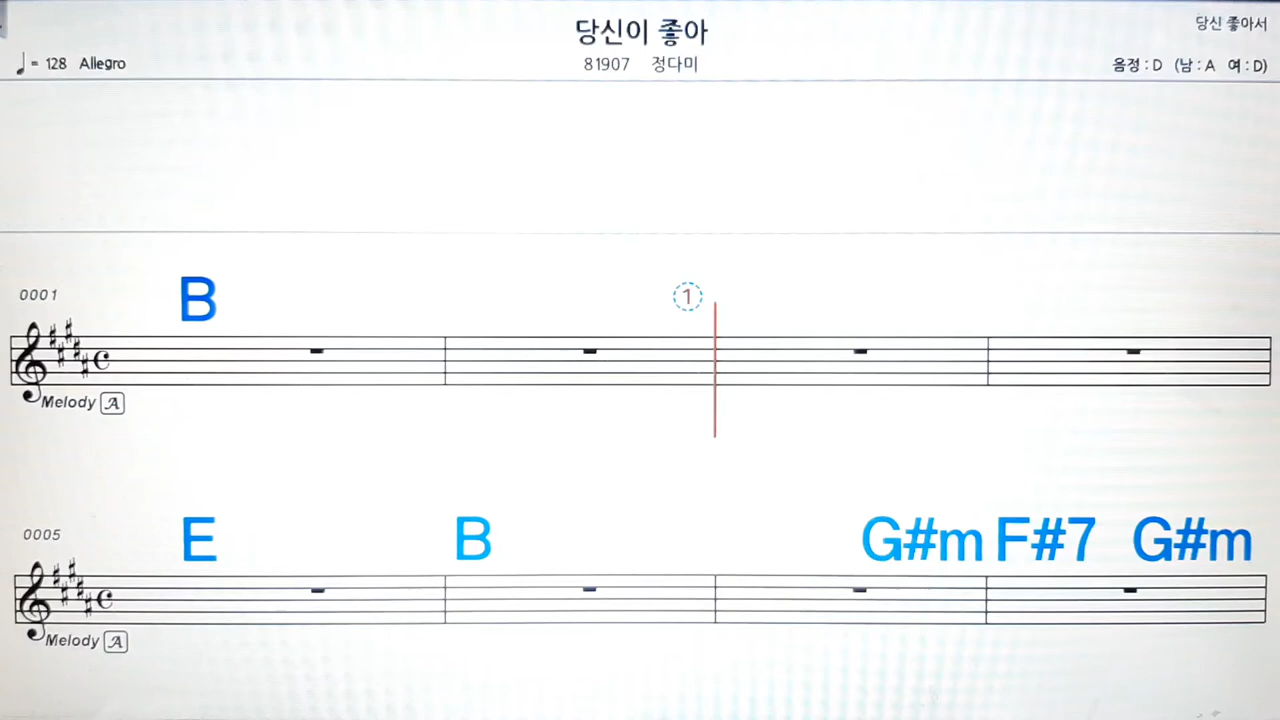 당신이 좋아
당신 좋아서
♩= 128 Allegro
81907 정다미
음정 : D (남 : A 여 : D)
0001
B
1
Melody A
0005
E B G#m F#7 G#m
Melody A